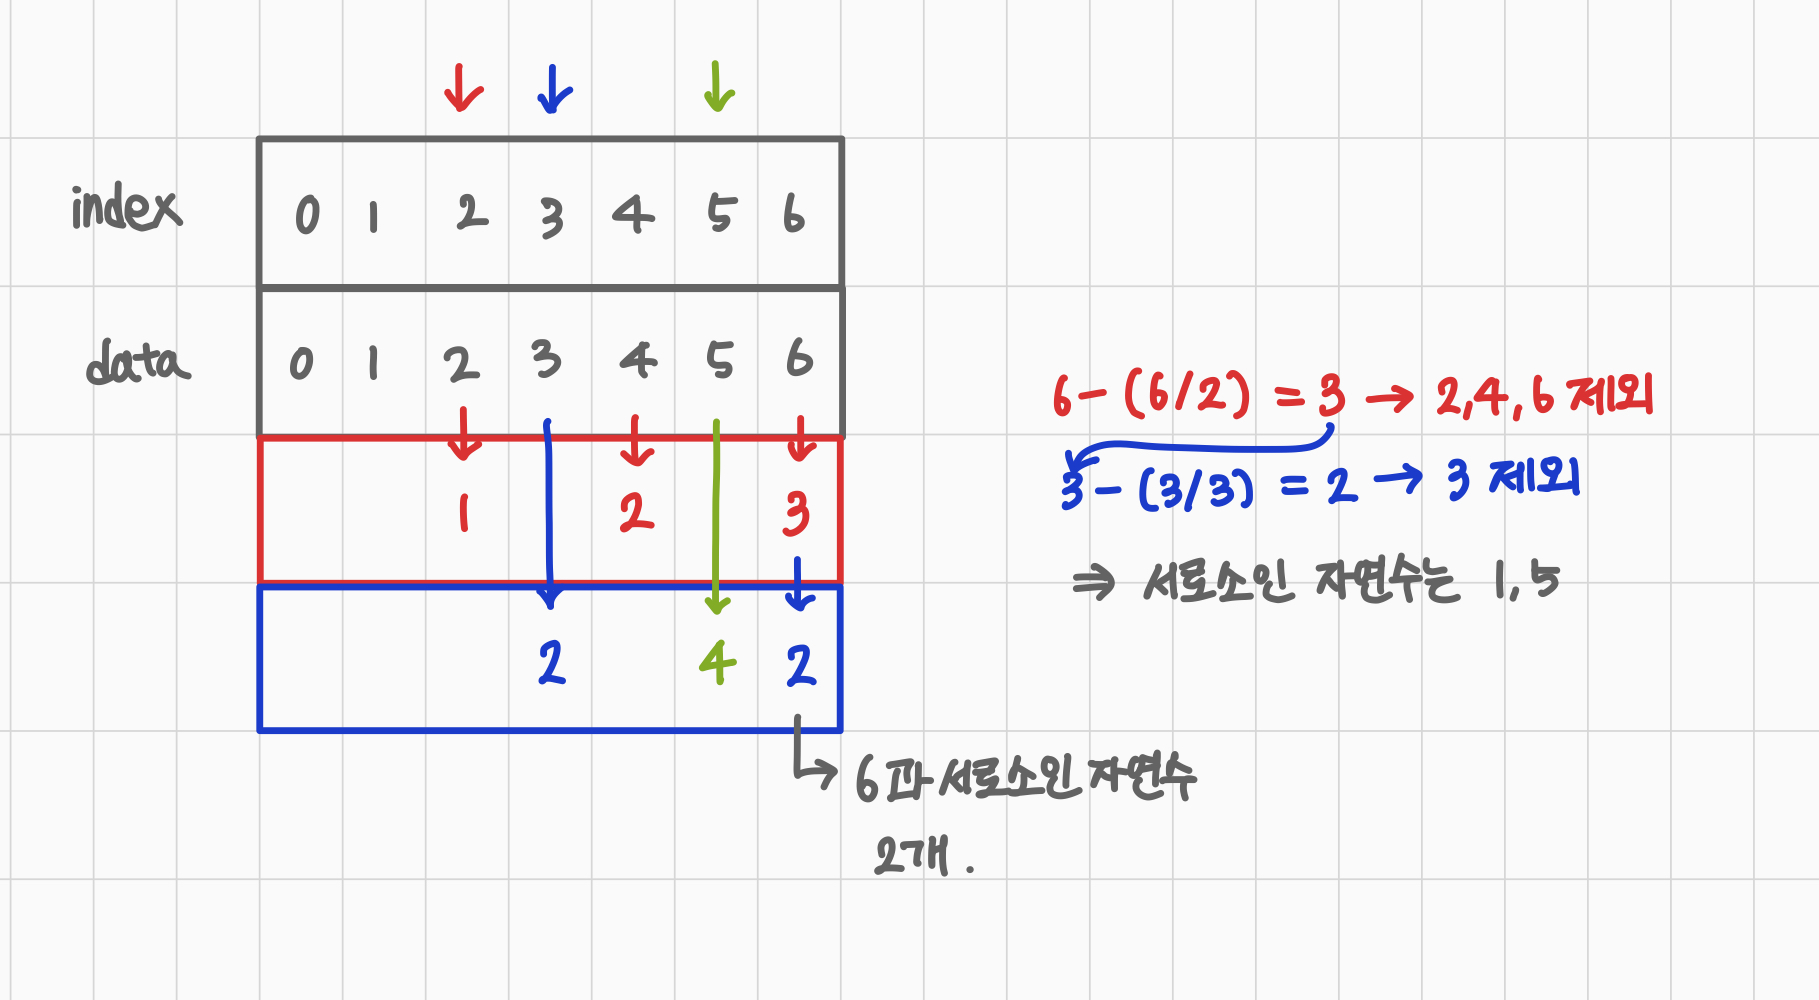 index 0 1 2 3 4 5 6
data 0 1 2 3 4 5 6
1 2 3
2 4 2
6 - (6/2) = 3 → 2,4,6 제외
3 - (3/3) = 2 → 3 제외
⇒ 서로소인 자연수는 1,5
→ 6과 서로소인 자연수
2개.